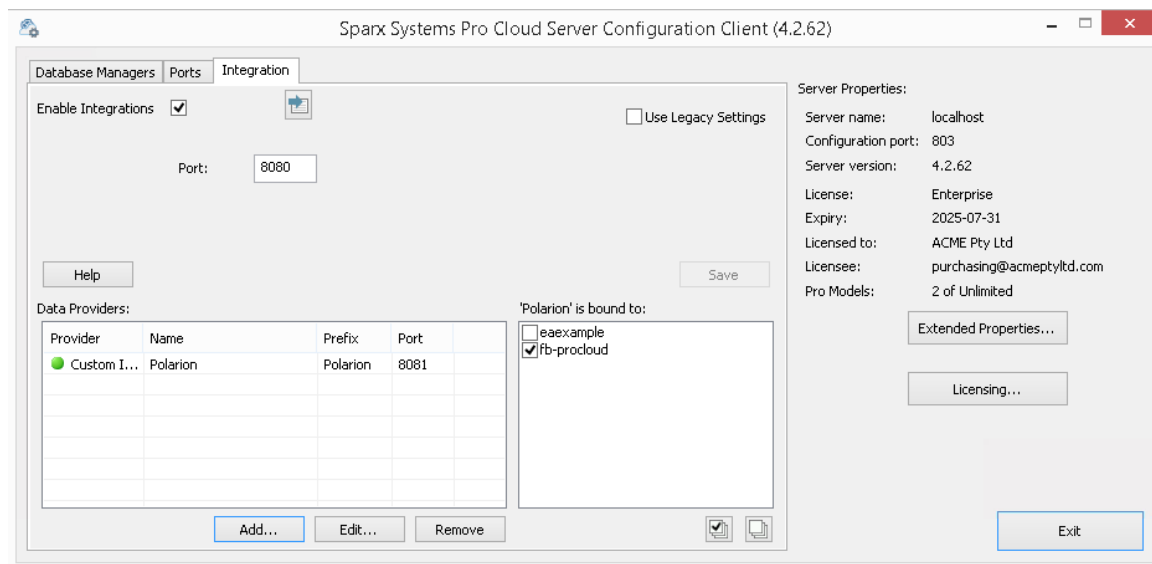 Sparx Systems Pro Cloud Server Configuration Client (4.2.62)
Database Managers Ports Integration
Enable Integrations
Use Legacy Settings
Port: 8080
Help
Save
Data Providers:
Provider Name Prefix Port
Custom I... Polarion Polarion 8081
'Polarion' is bound to:
eaexample
fb-procloud
Add... Edit... Remove
Server Properties:
Server name: localhost
Configuration port: 803
Server version: 4.2.62
License: Enterprise
Expiry: 2025-07-31
Licensed to: ACME Pty Ltd
Licensee: purchasing@acmeptyltd.com
Pro Models: 2 of Unlimited
Extended Properties...
Licensing...
Exit